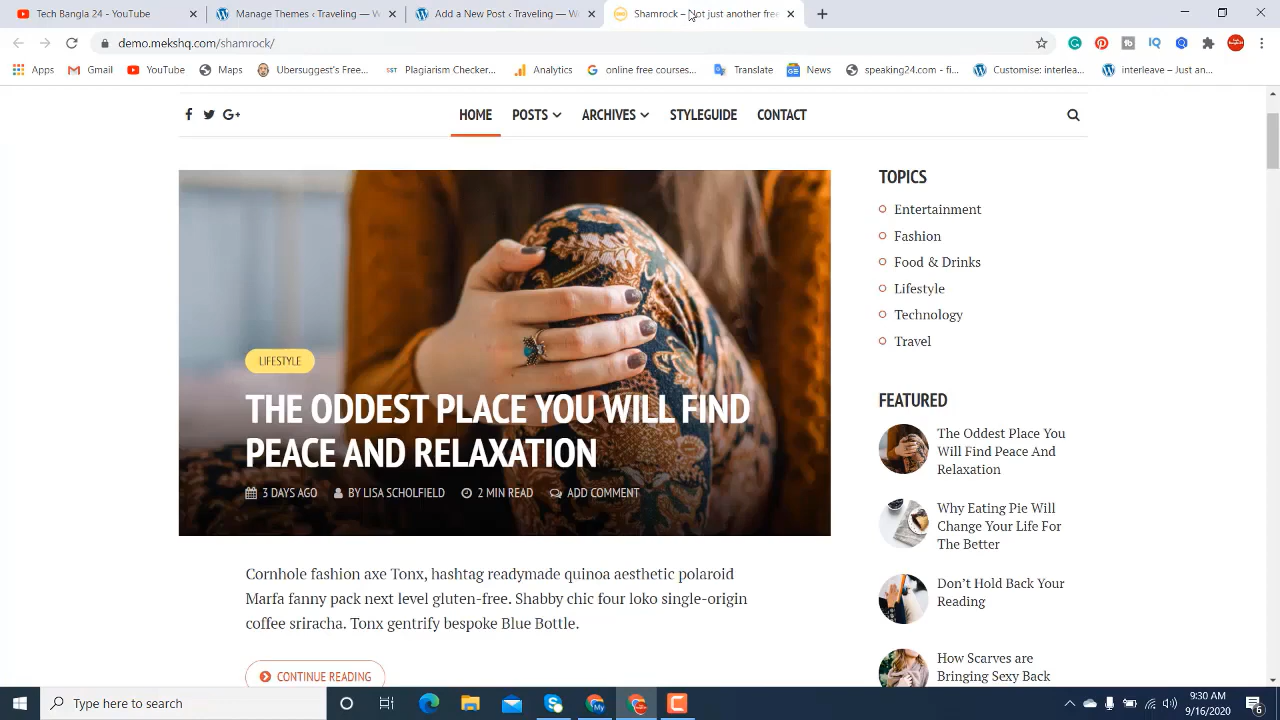 Tech Banglar - YouTube
Manage Themes ‹ Traveling — W
Add a New Post ‹ Traveling — W
Shamrock – Not just another free
demo.mekshq.com/shamrock/
Apps
Gmail
YouTube
Maps
Ubersuggest's Free...
SST Plagiarism Checker...
Analytics
online free courses...
Translate
News
speaking24.com - fi...
Customise: interlea...
interleave – Just an...
HOME
POSTS
ARCHIVES
STYLEGUIDE
CONTACT
LIFESTYLE
THE ODDEST PLACE YOU WILL FIND
PEACE AND RELAXATION
3 DAYS AGO
BY LISA SCHOLFIELD
2 MIN READ
ADD COMMENT
Cornhole fashion axe Tonx, hashtag readymade quinoa aesthetic polaroid
Marfa fanny pack next level gluten-free. Shabby chic four loko single-origin
coffee sriracha. Tonx gentrify bespoke Blue Bottle.
CONTINUE READING
TOPICS
Entertainment
Fashion
Food & Drinks
Lifestyle
Technology
Travel
FEATURED
The Oddest Place You
Will Find Peace And
Relaxation
Why Eating Pie Will
Change Your Life For
The Better
Don't Hold Back Your
Reading
How Scarves are
Bringing Sexy Back
Type here to search
9:30 AM
9/16/2020
6